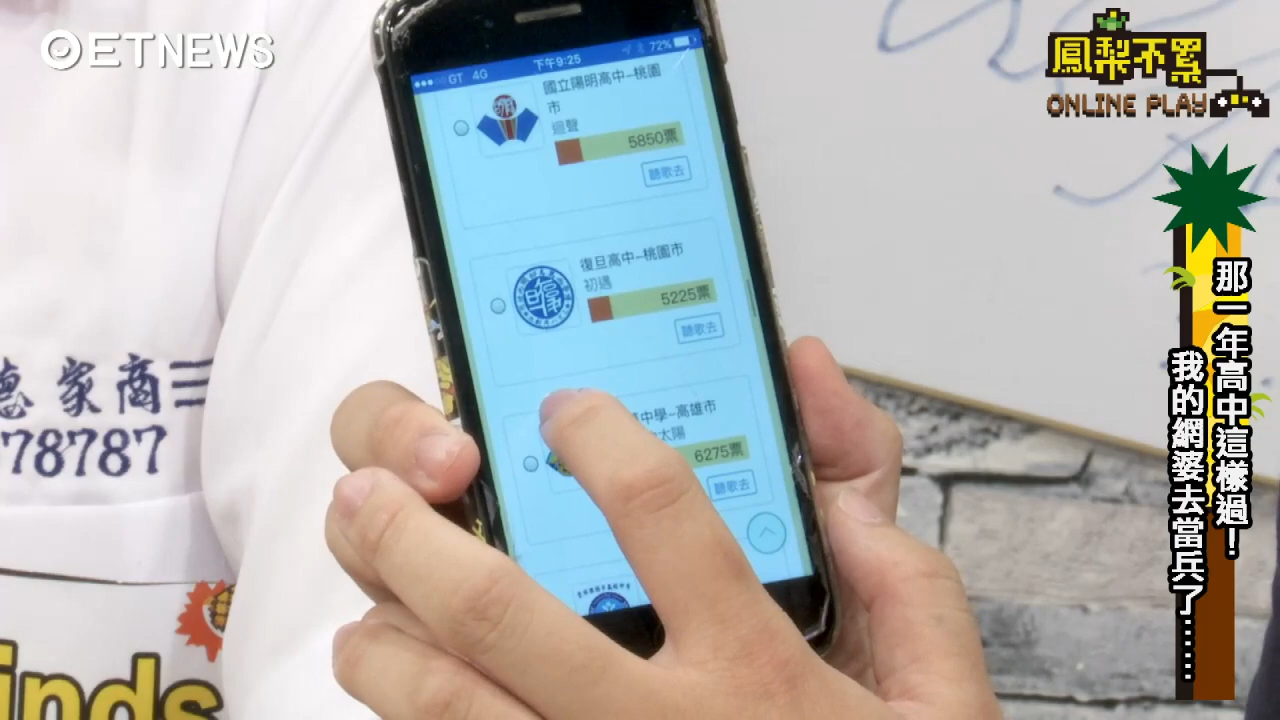 ETNEWS
鳳梨不累
ONLINE PLAY
那一年高中這樣過！
我的網婆去當兵了……
GT 4G
下午9:25
72%
國立陽明高中-桃園
市
迴聲
5850票
聽歌去
復旦高中-桃園市
初遇
5225票
聽歌去
中學-高雄市
太陽
6275票
聽歌去
家商三
78787
inds